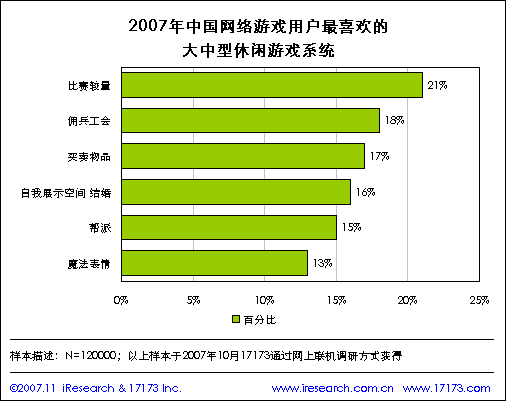 2007年中国网络游戏用户最喜欢的
大中型休闲游戏系统
比赛较量
21%
佣兵工会
18%
买卖物品
17%
自我展示空间 结婚
16%
帮派
15%
魔法表情
13%
0%
5%
10%
15%
20%
25%
百分比
样本描述：N=120000；以上样本于2007年10月17173通过网上联机调研方式获得
©2007.11 iResearch & 17173 Inc.
www.iresearch.com.cn www.17173.com